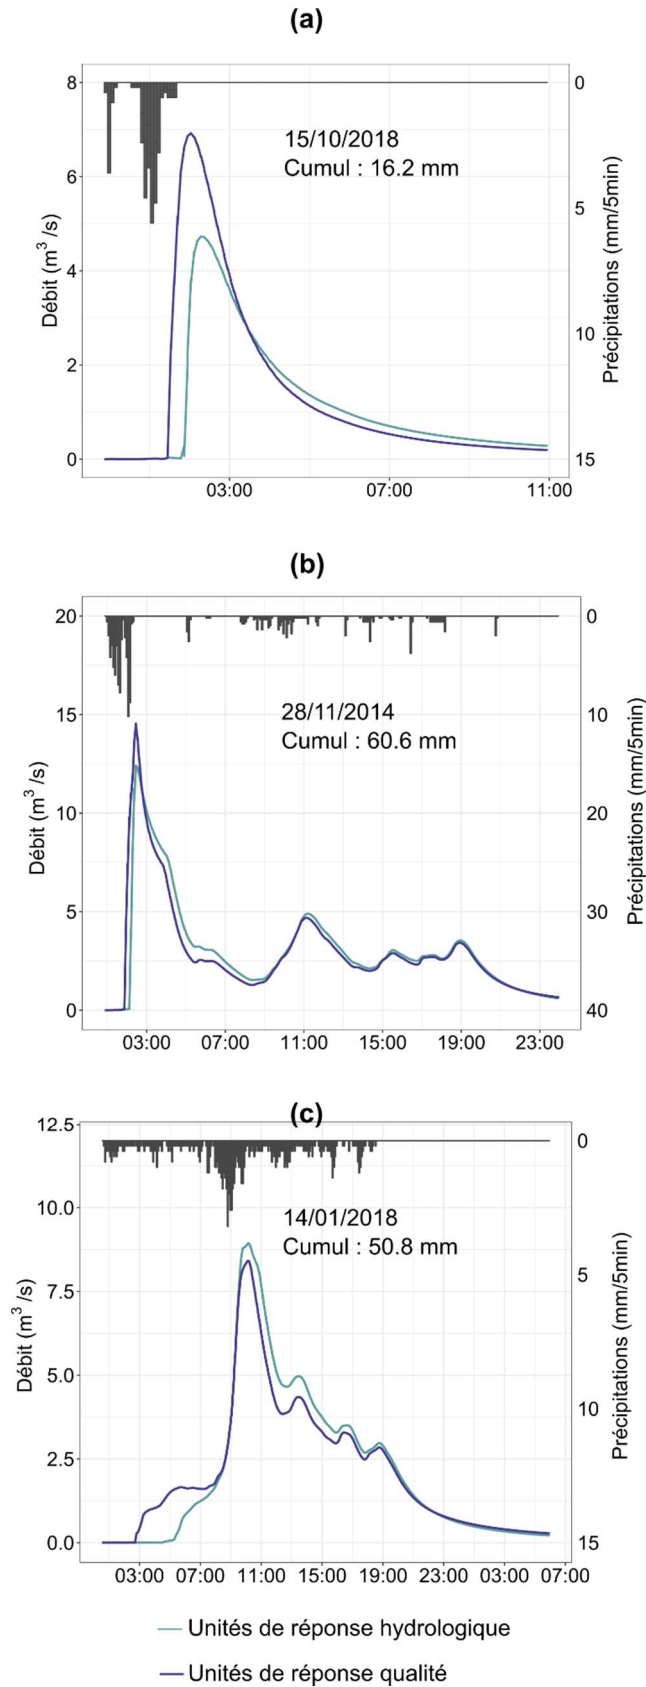 (a)
8
6
4
2
0
Débit (m³ /s)
15/10/2018
Cumul : 16.2 mm
0
5
10
15
Précipitations (mm/5min)
03:00 07:00 11:00
(b)
20
15
10
5
0
Débit (m³ /s)
28/11/2014
Cumul : 60.6 mm
0
10
20
30
40
Précipitations (mm/5min)
03:00 07:00 11:00 15:00 19:00 23:00
(c)
12.5
10.0
7.5
5.0
2.5
0.0
Débit (m³ /s)
14/01/2018
Cumul : 50.8 mm
0
5
10
15
Précipitations (mm/5min)
03:00 07:00 11:00 15:00 19:00 23:00 03:00 07:00
Unités de réponse hydrologique
Unités de réponse qualité